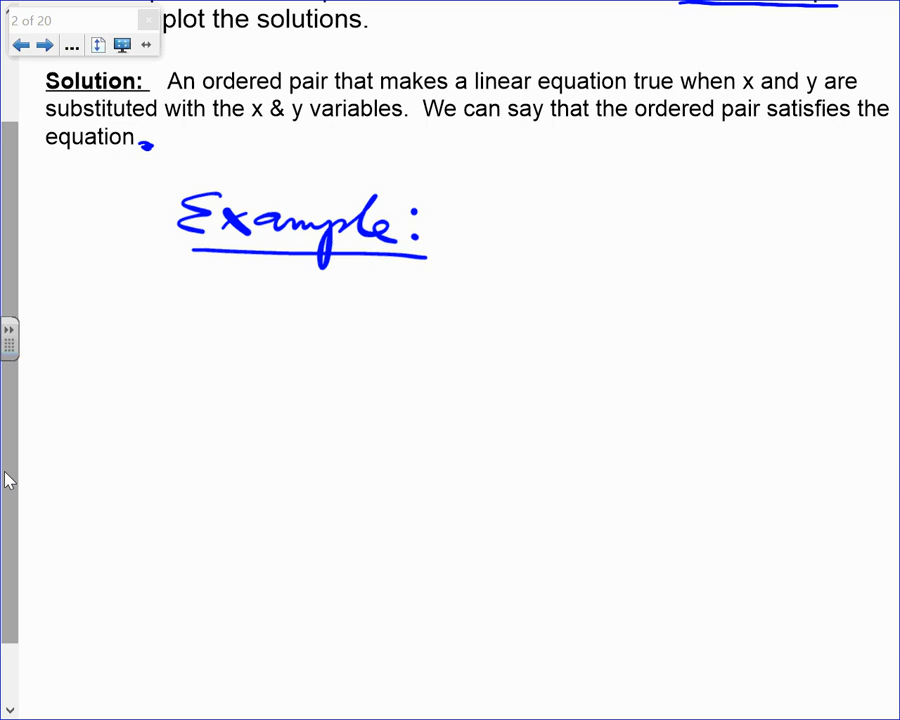 plot the solutions.
2 of 20
Solution: An ordered pair that makes a linear equation true when x and y are
substituted with the x & y variables. We can say that the ordered pair satisfies the
equation.
Example: